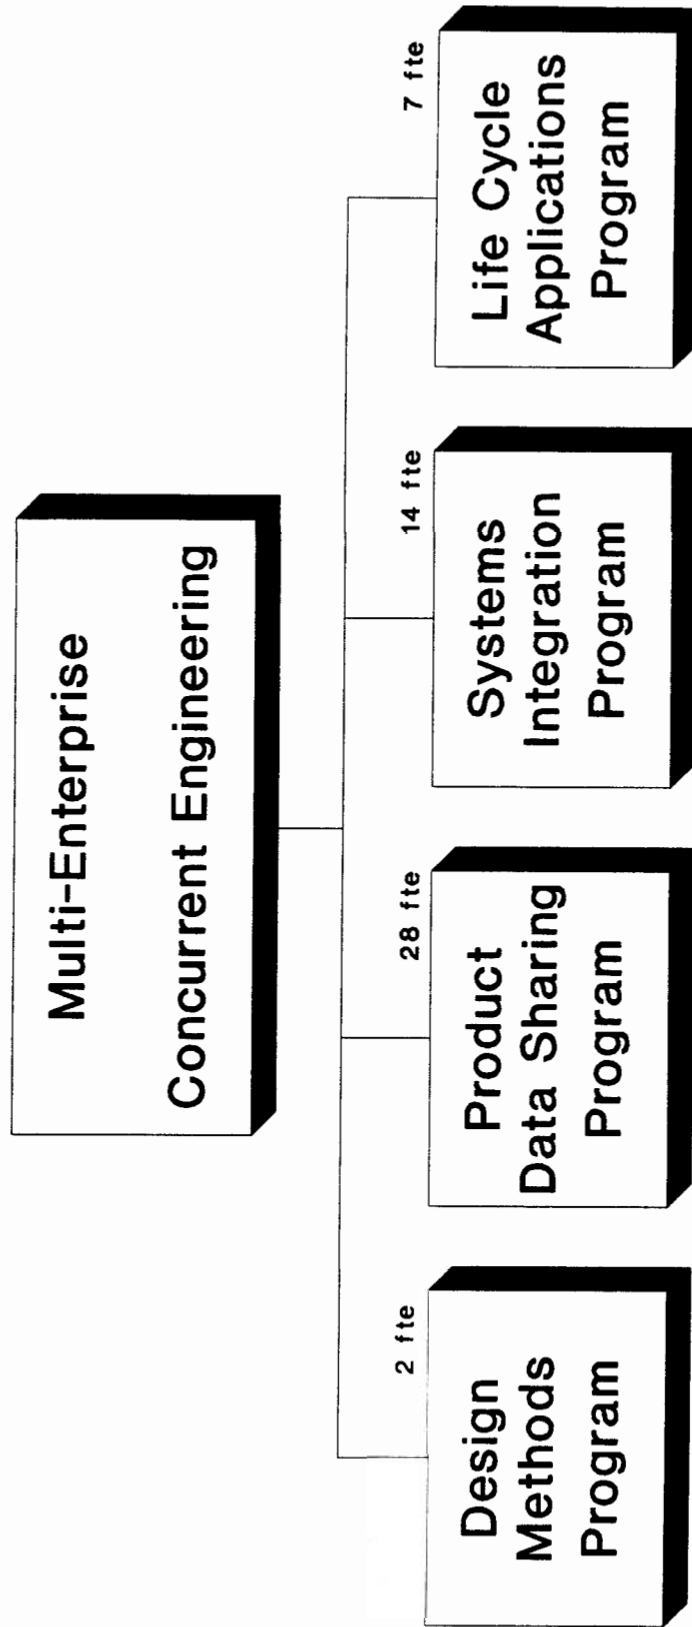 Multi-Enterprise
Concurrent Engineering
2 fte
Design
Methods
Program
28 fte
Product
Data Sharing
Program
14 fte
Systems
Integration
Program
7 fte
Life Cycle
Applications
Program